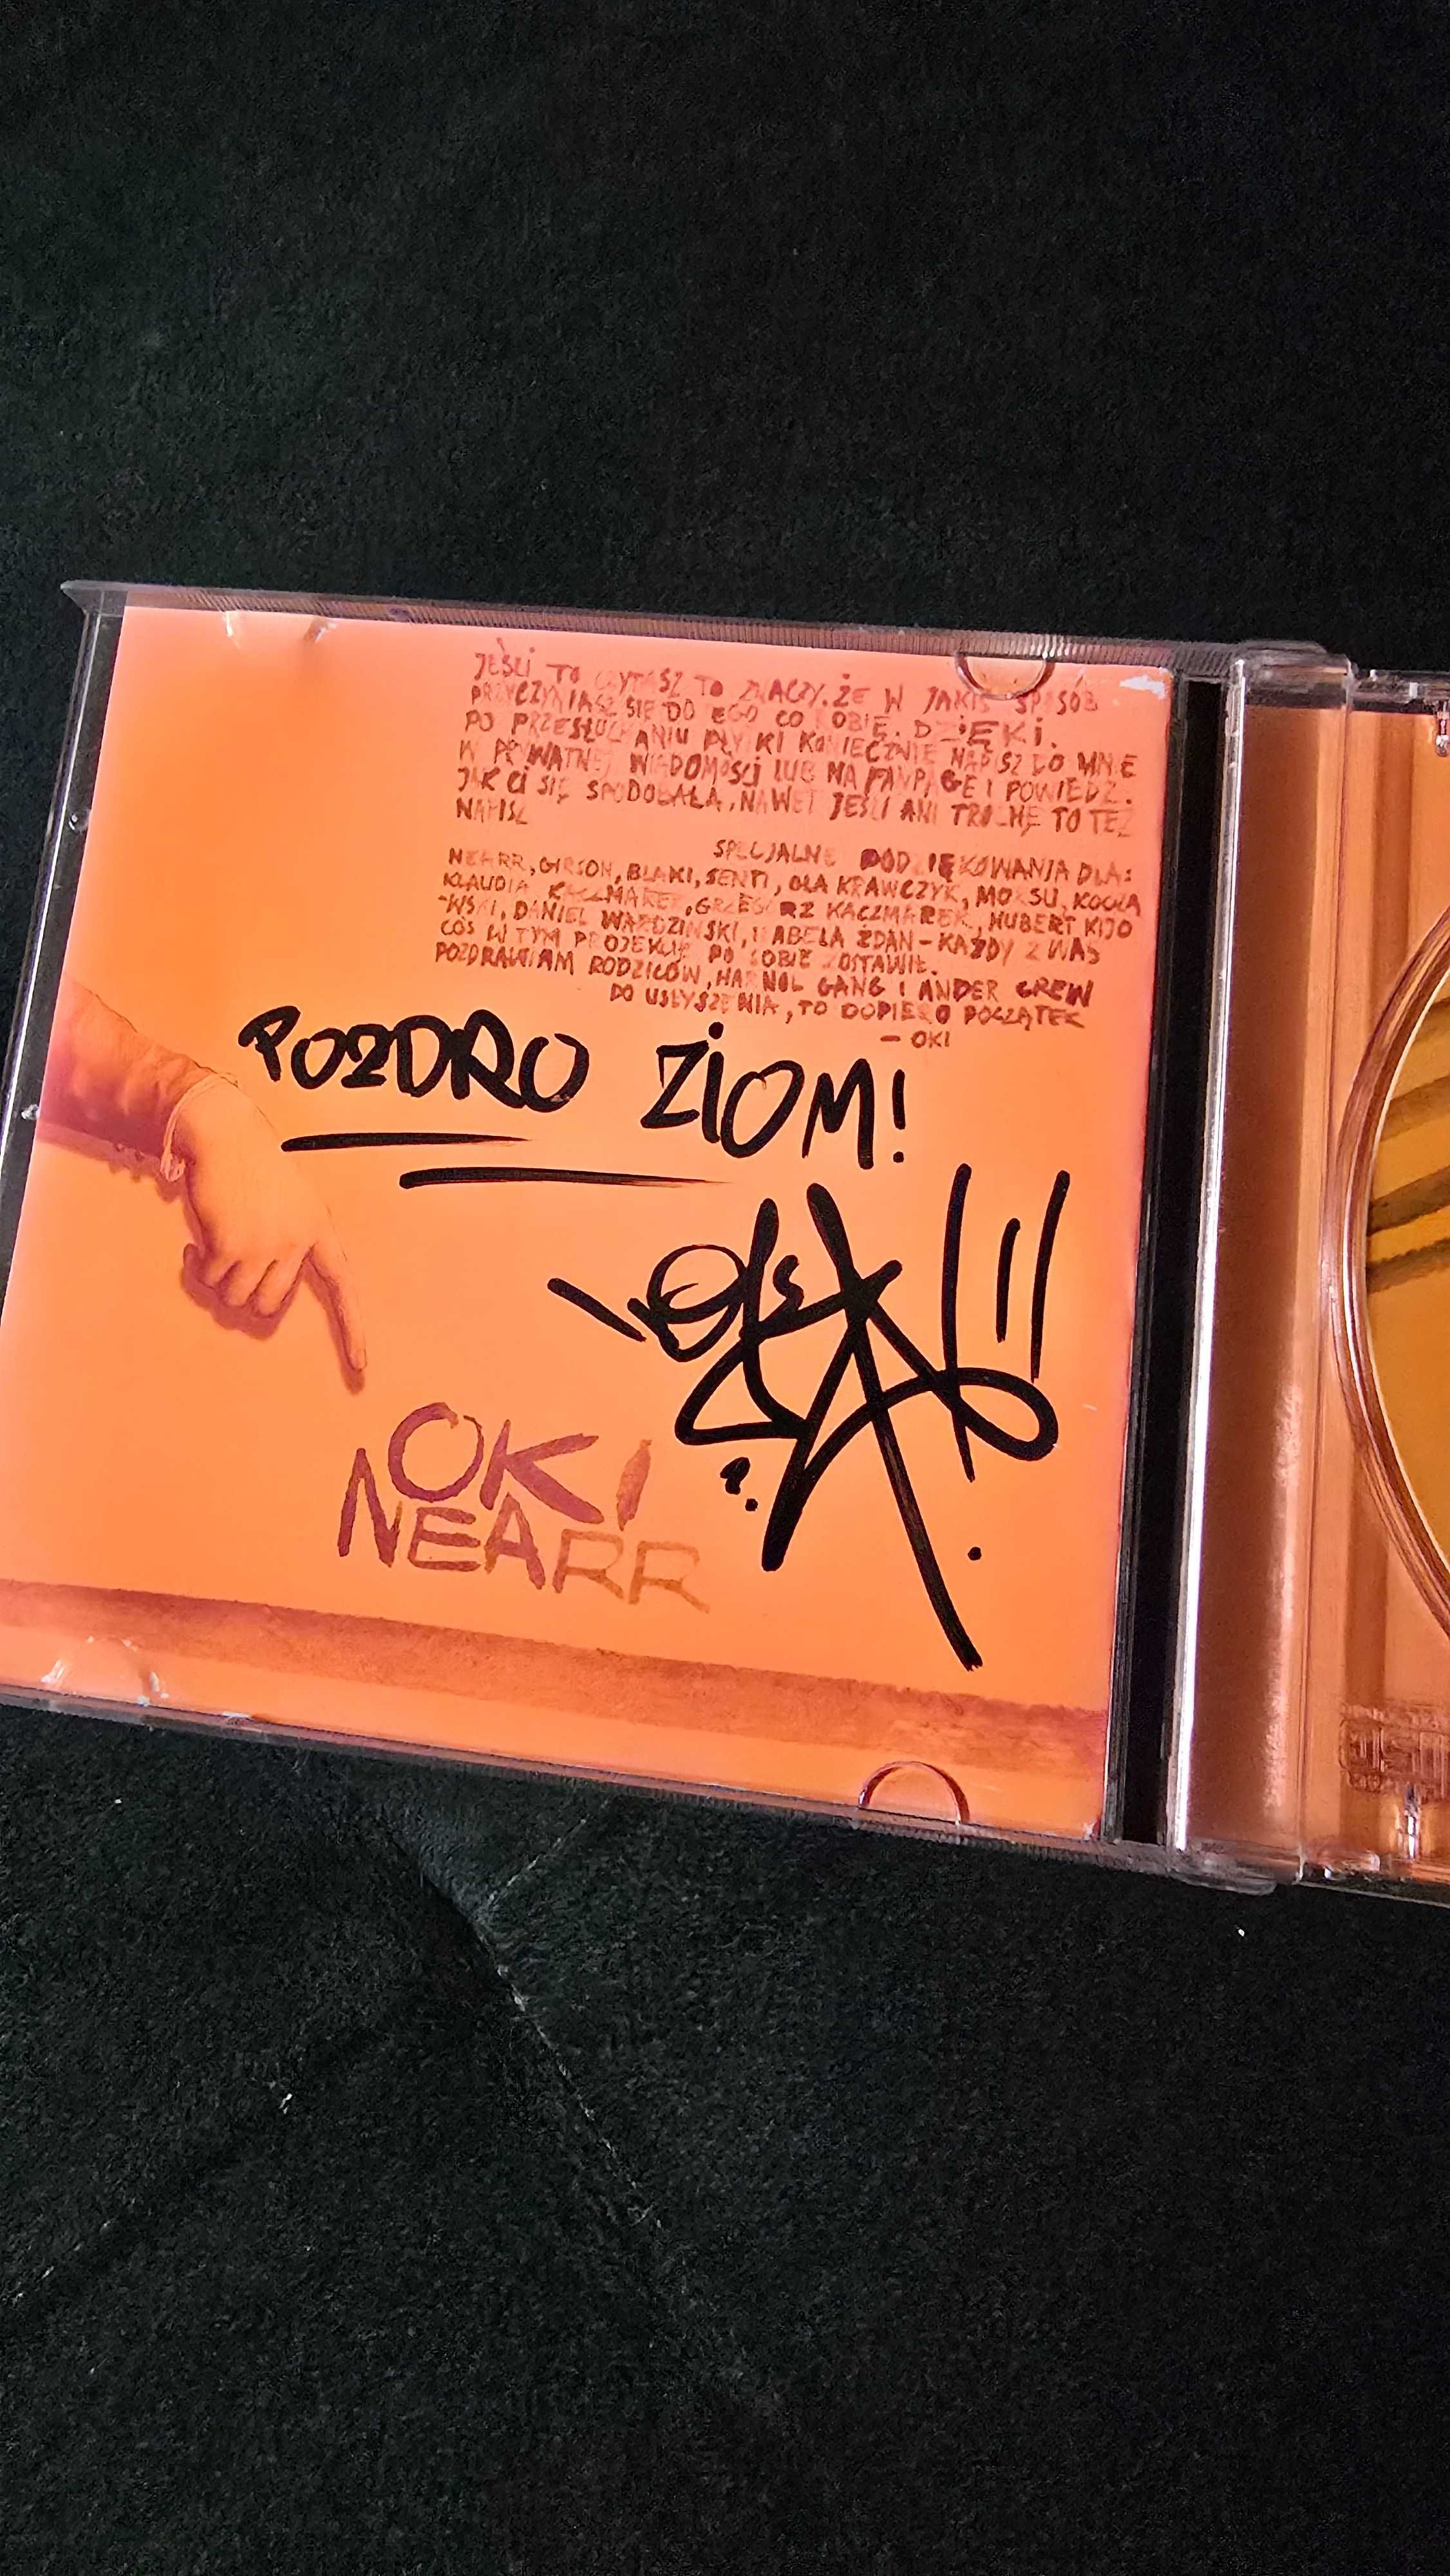 JEŚLI TO CZYTASZ TO ZNACZY, ŻE W JAKIŚ SPOSÓB
PRZYCZYNIASZ SIĘ DO TEGO CO ROBIĘ. DZIĘKI.
PO PRZESŁUCHANIU PŁYTKI KONIECZNIE NAPISZ DO MNIE
W PRYWATNEJ WIADOMOŚCI LUB NA FANPAGE I POWIEDZ
JAK CI SIĘ SPODOBAŁA, NAWET JEŚLI ANI TROCHĘ TO TEŻ
NAPISZ
SPECJALNE PODZIĘKOWANIA DLA:
NEARR, GIRSON, BLAKI, SENTI, OLA KRAWCZYK, MORSU, KOCHA
KLAUDIA KACZMAREK, GRZEGORZ KACZMAREK, HUBERT KIJO
-WSKI, DANIEL WARDZIŃSKI, IZABELA ŻDAN - KAŻDY Z WAS
COŚ W TYM PROJEKCIE PO SOBIE ZOSTAWIŁ.
POZDRAWIAM RODZICÓW, HARNOL GANG I ANDER CREW
DO USŁYSZENIA, TO DOPIERO POCZĄTEK
- OKI
POZDRO ZIOM!
OKI
NEARR